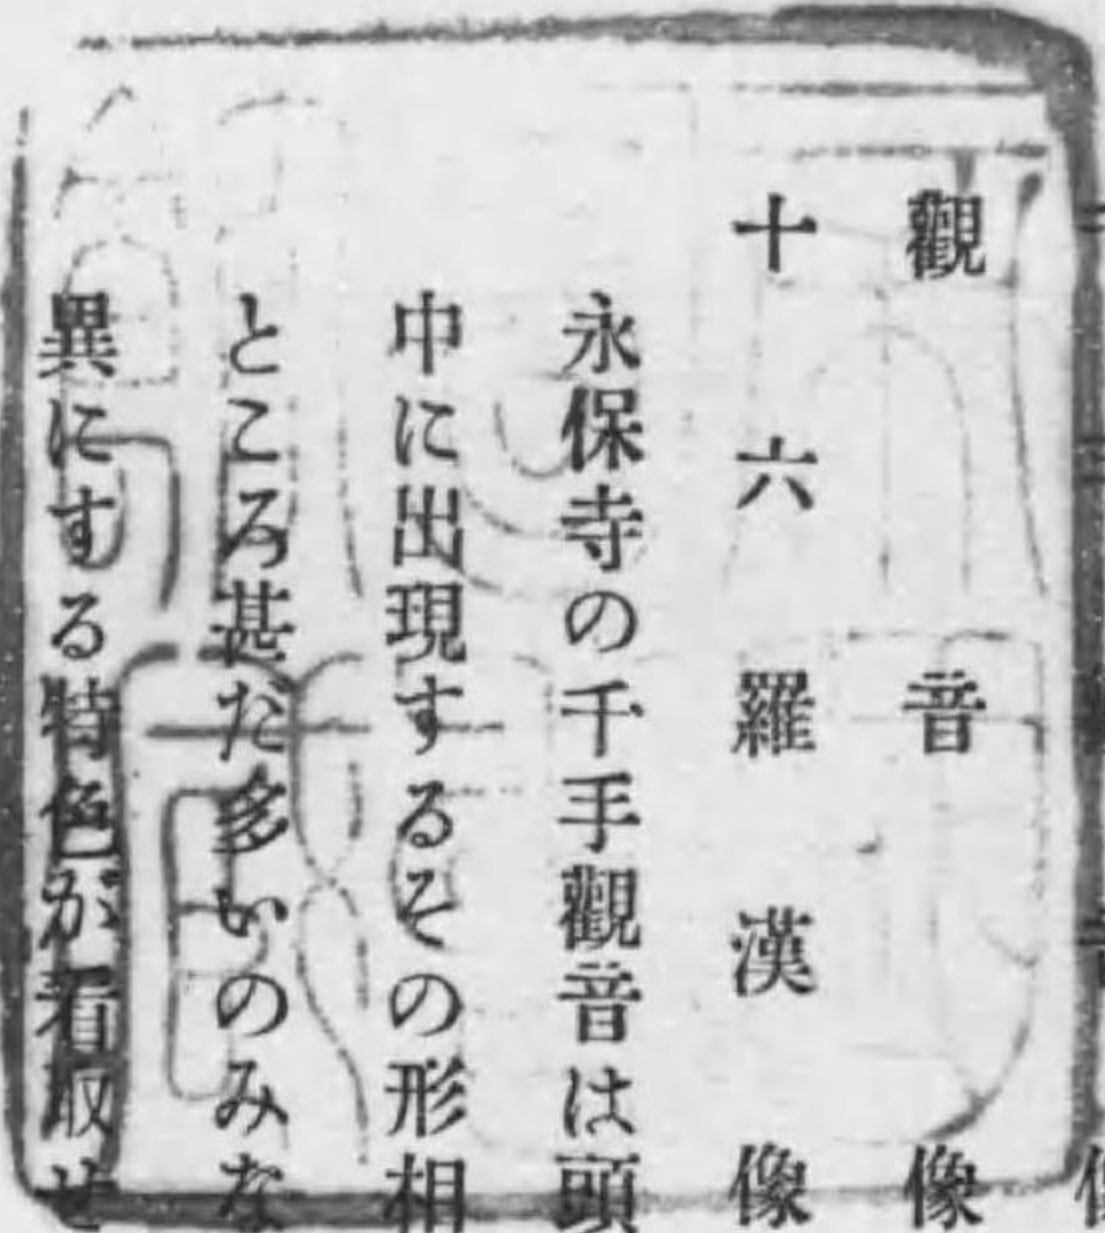 觀音像
十六羅漢像
永保寺の千手觀音は頭
中に出現するその形相
ところ甚だ多いのみな
異にする特色が看取せ